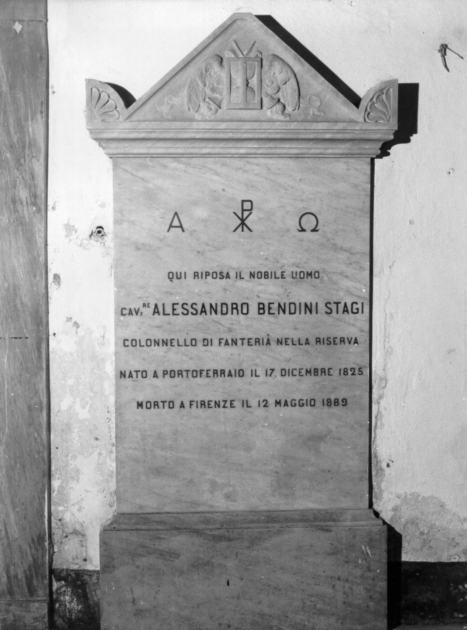 Α ☧ Ω
QUI RIPOSA IL NOBILE UOMO
CAV.RE ALESSANDRO BENDINI STAGI
COLONNELLO DI FANTERIÀ NELLA RISERVA
NATO A PORTOFERRAIO IL 17. DICEMBRE 1825
MORTO A FIRENZE IL 12 MAGGIO 1889